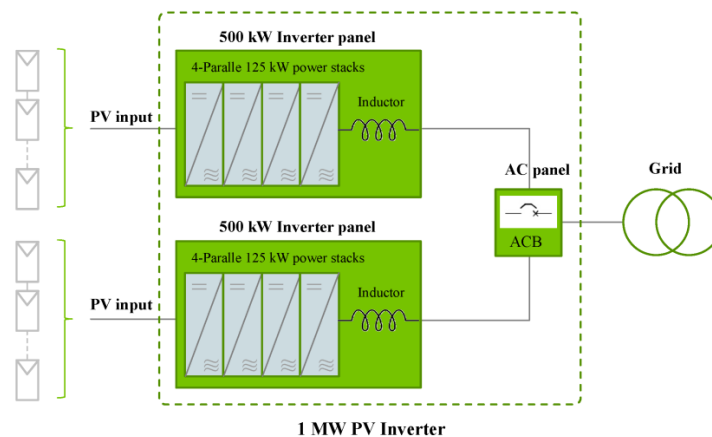 500 kW Inverter panel
4-Paralle 125 kW power stacks
Inductor
PV input
AC panel
Grid
ACB
500 kW Inverter panel
4-Paralle 125 kW power stacks
Inductor
PV input
1 MW PV Inverter